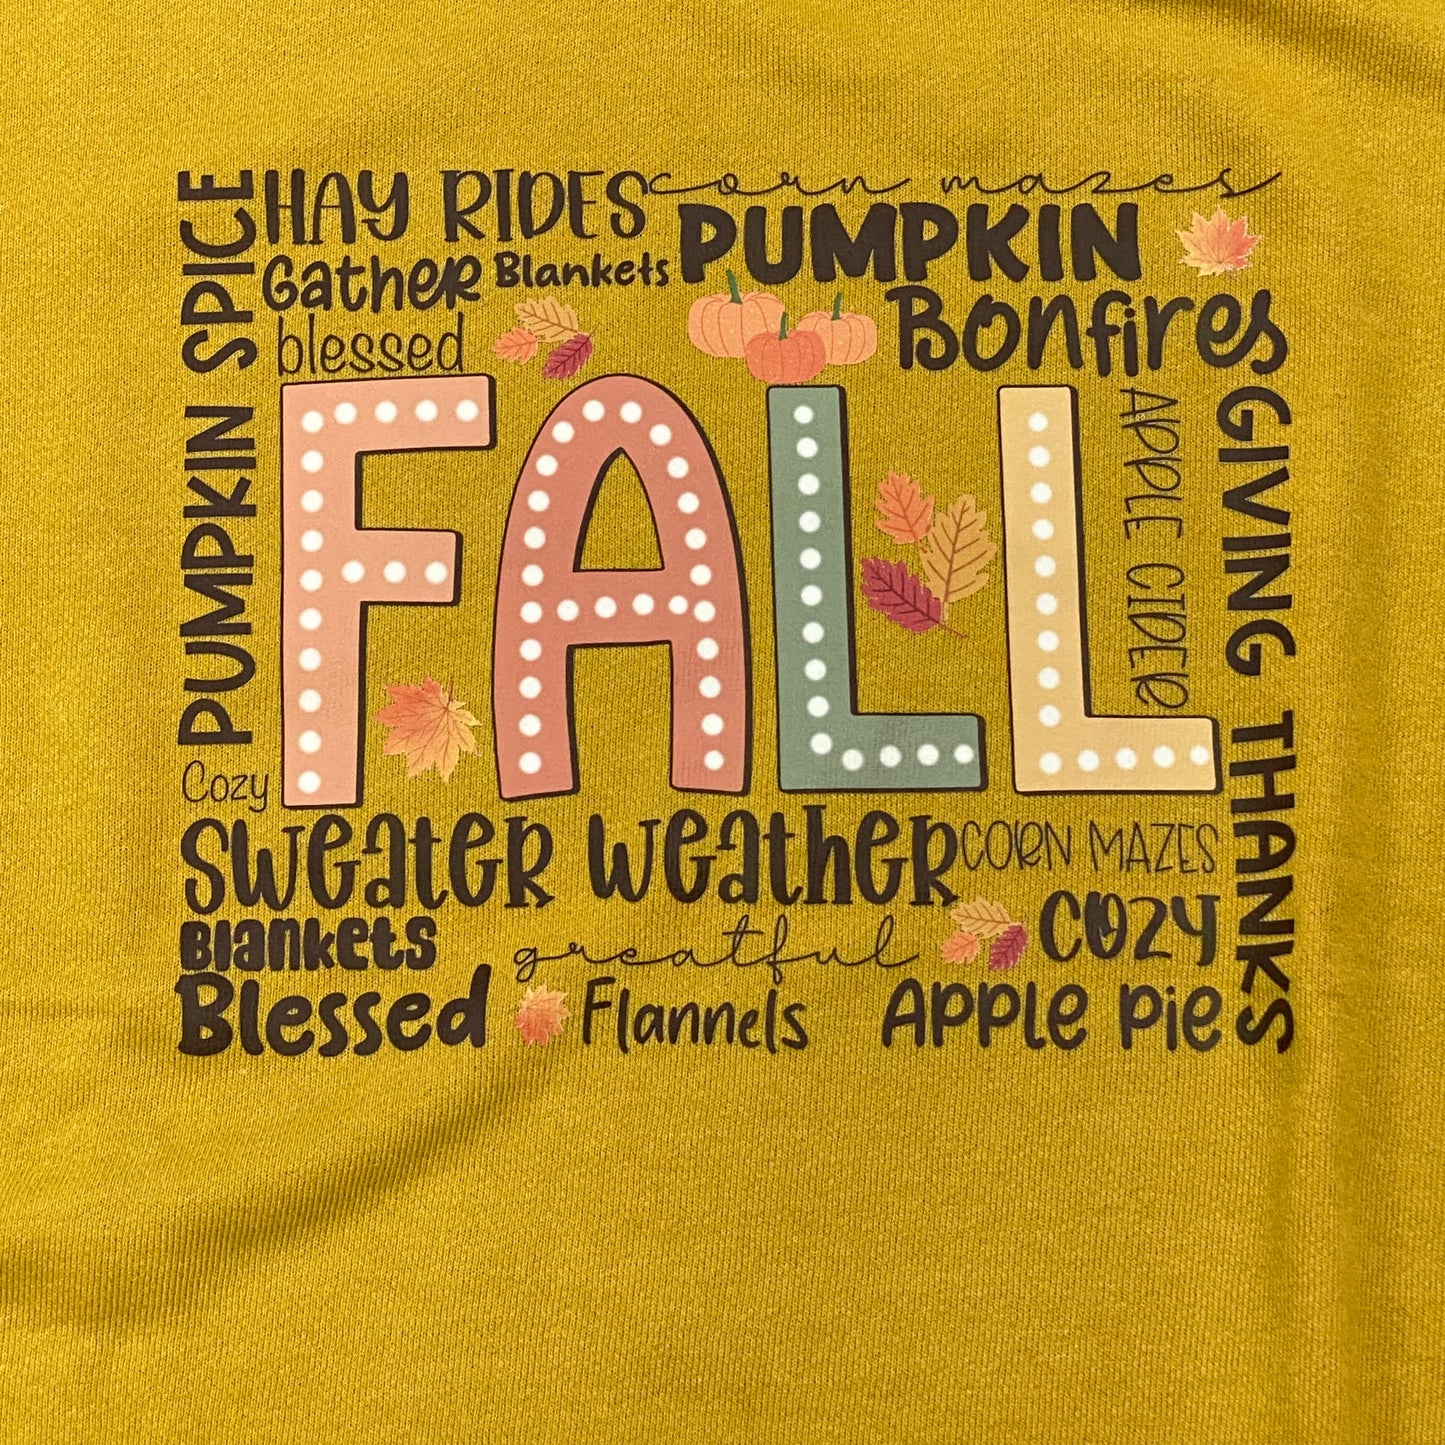 PUMPKIN SPICE
HAY RIDES
corn mazes
Gather
Blankets
PUMPKIN
blessed
Bonfires
FALL
APPLE CIDER
GIVING THANKS
Cozy
Sweater Weather
CORN MAZES
Blankets
greatful
COZY
Blessed
Flannels
Apple Pie